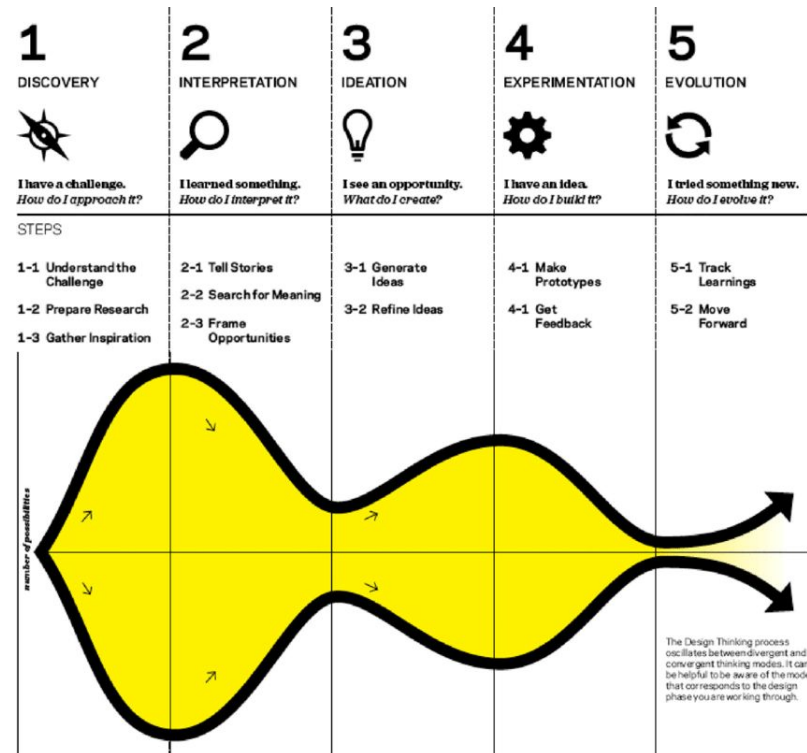 1
DISCOVERY
I have a challenge.
How do I approach it?
2
INTERPRETATION
I learned something.
How do I interpret it?
3
IDEATION
I see an opportunity.
What do I create?
4
EXPERIMENTATION
I have an idea.
How do I build it?
5
EVOLUTION
I tried something new.
How do I evolve it?
STEPS
1-1 Understand the
Challenge
1-2 Prepare Research
1-3 Gather Inspiration
2-1 Tell Stories
2-2 Search for Meaning
2-3 Frame
Opportunities
3-1 Generate
Ideas
3-2 Refine Ideas
4-1 Make
Prototypes
4-1 Get
Feedback
5-1 Track
Learnings
5-2 Move
Forward
number of possibilities
The Design Thinking process
oscillates between divergent and
convergent thinking modes. It can
be helpful to be aware of the mode
that corresponds to the design
phase you are working through.